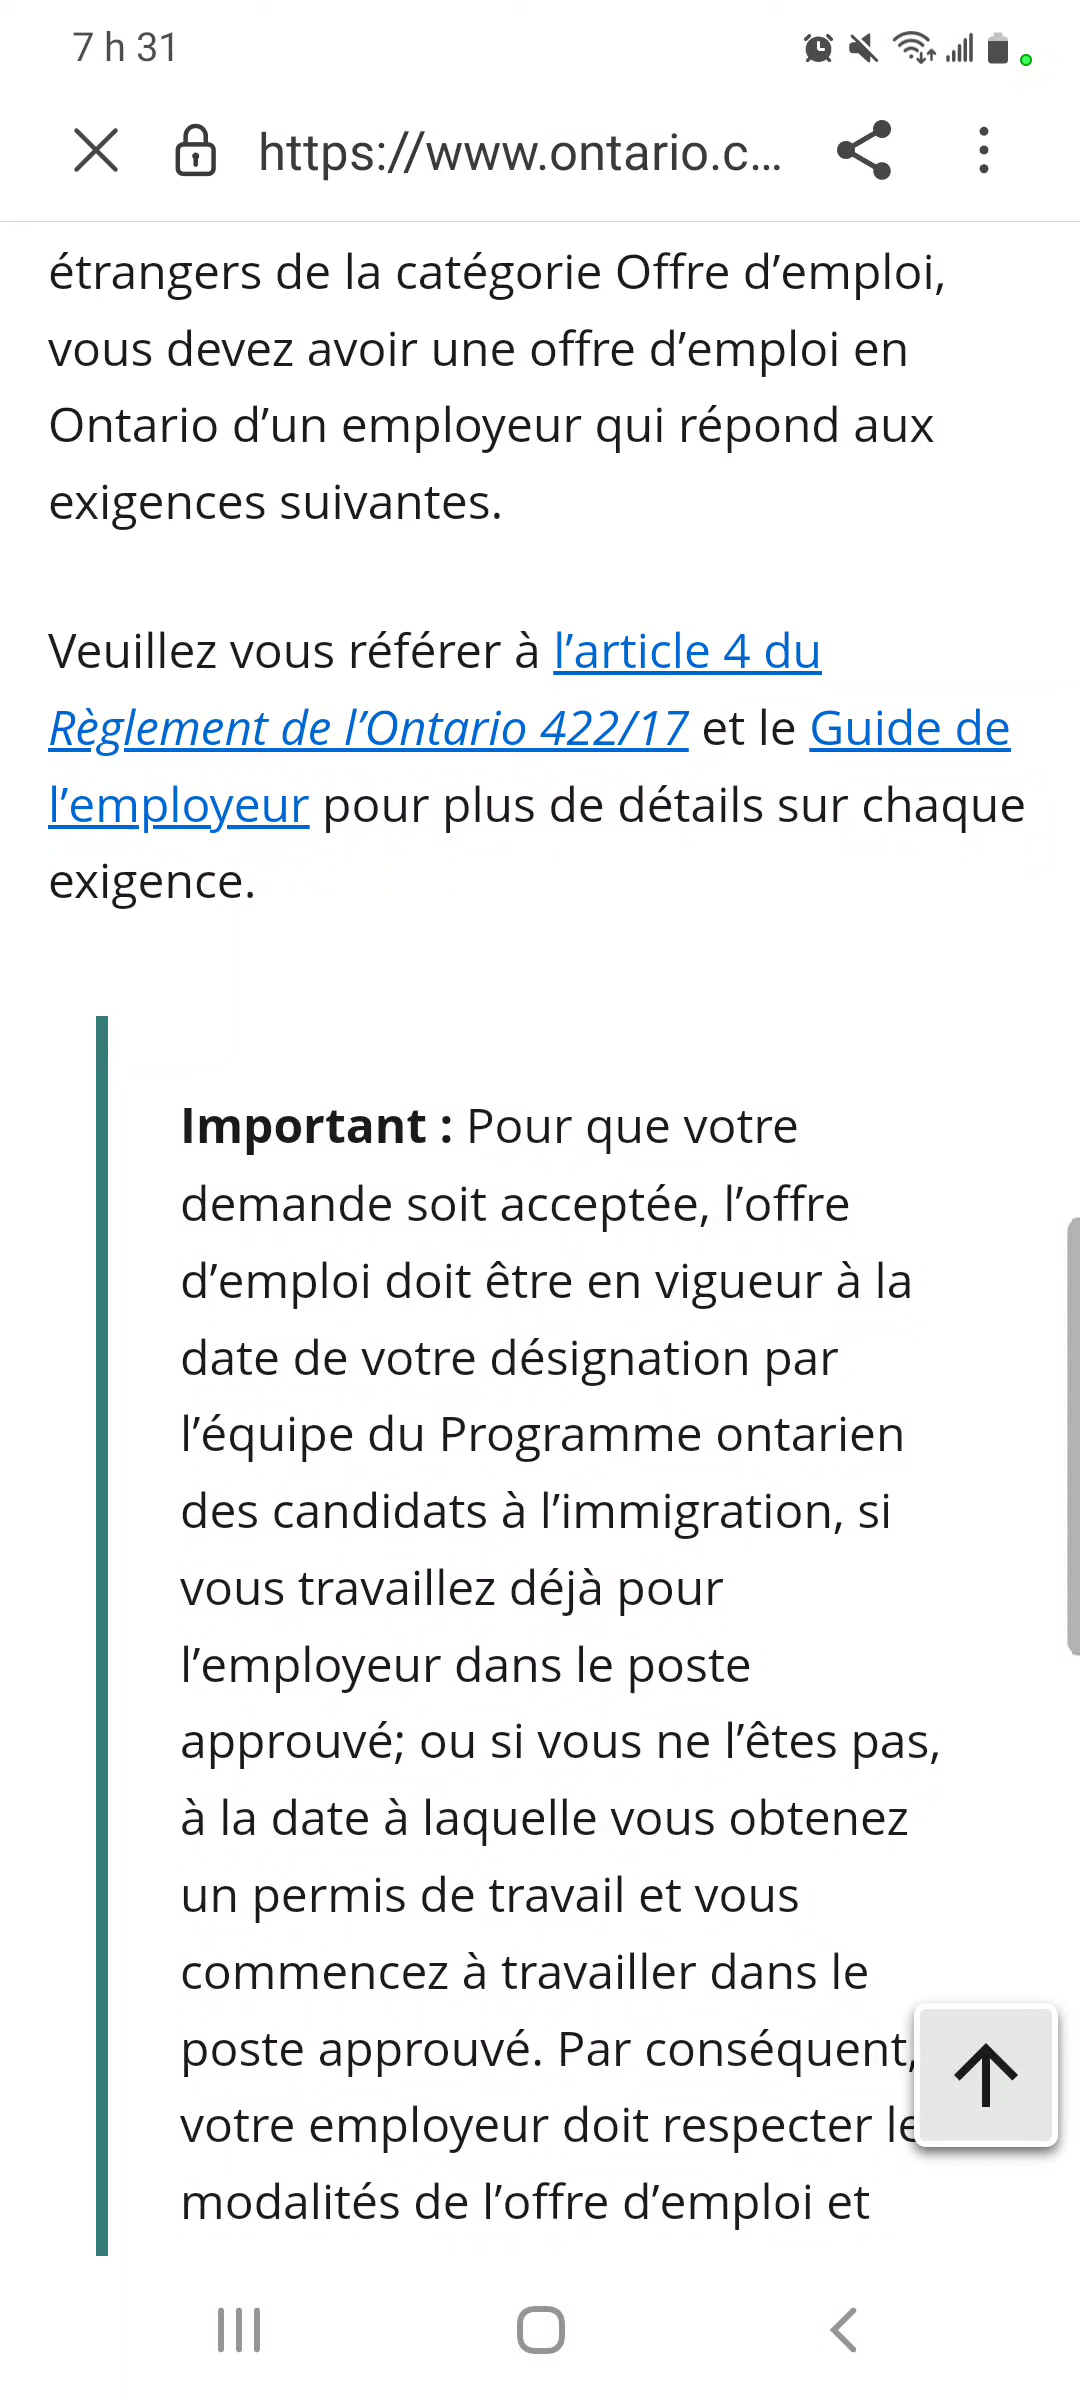 7 h 31
https://www.ontario.c...
étrangers de la catégorie Offre d’emploi,
vous devez avoir une offre d’emploi en
Ontario d’un employeur qui répond aux
exigences suivantes.
Veuillez vous référer à l’article 4 du
Règlement de l’Ontario 422/17 et le Guide de
l’employeur pour plus de détails sur chaque
exigence.
Important : Pour que votre
demande soit acceptée, l’offre
d’emploi doit être en vigueur à la
date de votre désignation par
l’équipe du Programme ontarien
des candidats à l’immigration, si
vous travaillez déjà pour
l’employeur dans le poste
approuvé; ou si vous ne l’êtes pas,
à la date à laquelle vous obtenez
un permis de travail et vous
commencez à travailler dans le
poste approuvé. Par conséquent,
votre employeur doit respecter
modalités de l’offre d’emploi et